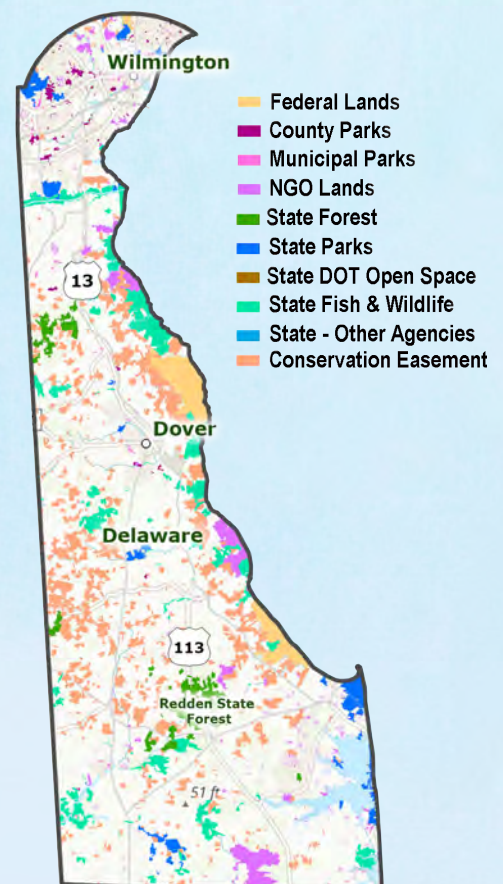 Wilmington
Federal Lands
County Parks
Municipal Parks
NGO Lands
State Forest
State Parks
State DOT Open Space
State Fish & Wildlife
State - Other Agencies
Conservation Easement
13
Dover
Delaware
113
Redden State
Forest
51 ft